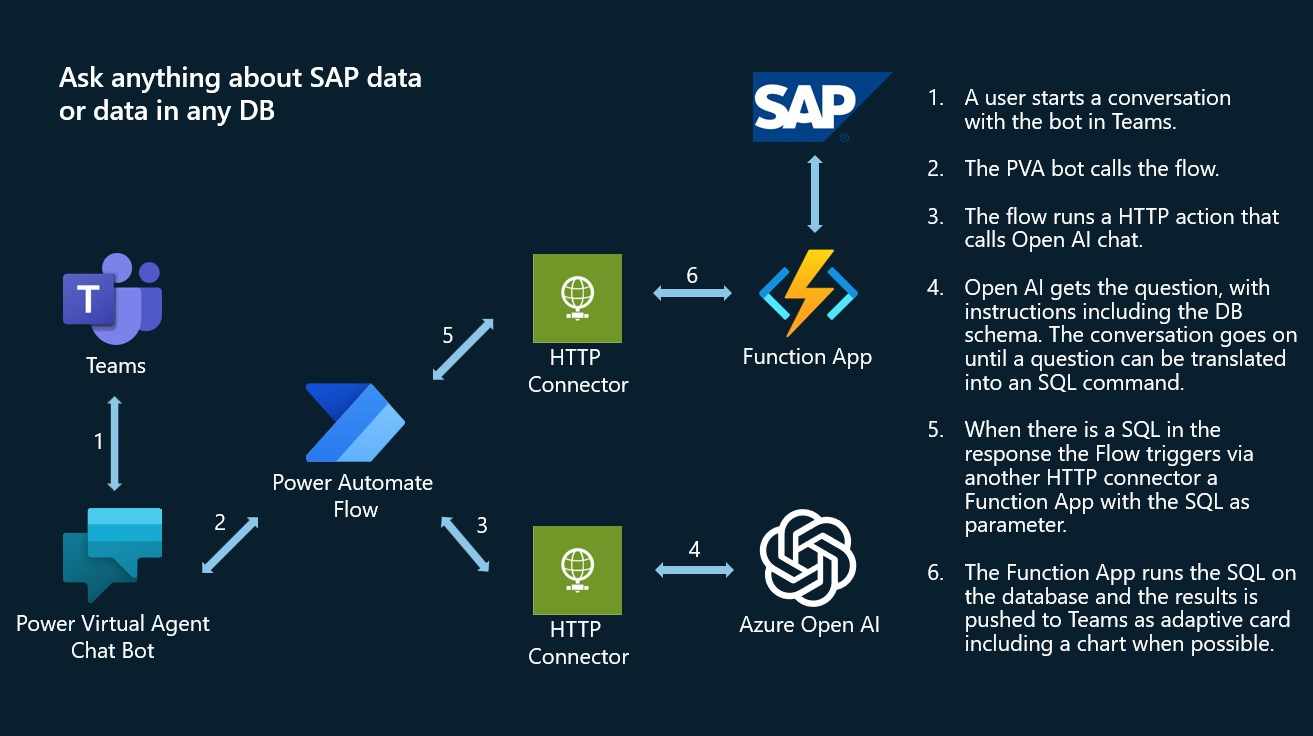 Ask anything about SAP data
or data in any DB
SAP
®
T
Teams
1
Power Virtual Agent
Chat Bot
2
Power Automate
Flow
5
3
HTTP
Connector
6
Function App
HTTP
Connector
4
Azure Open AI
1. A user starts a conversation
with the bot in Teams.
2. The PVA bot calls the flow.
3. The flow runs a HTTP action that
calls Open AI chat.
4. Open AI gets the question, with
instructions including the DB
schema. The conversation goes on
until a question can be translated
into an SQL command.
5. When there is a SQL in the
response the Flow triggers via
another HTTP connector a
Function App with the SQL as
parameter.
6. The Function App runs the SQL on
the database and the results is
pushed to Teams as adaptive card
including a chart when possible.